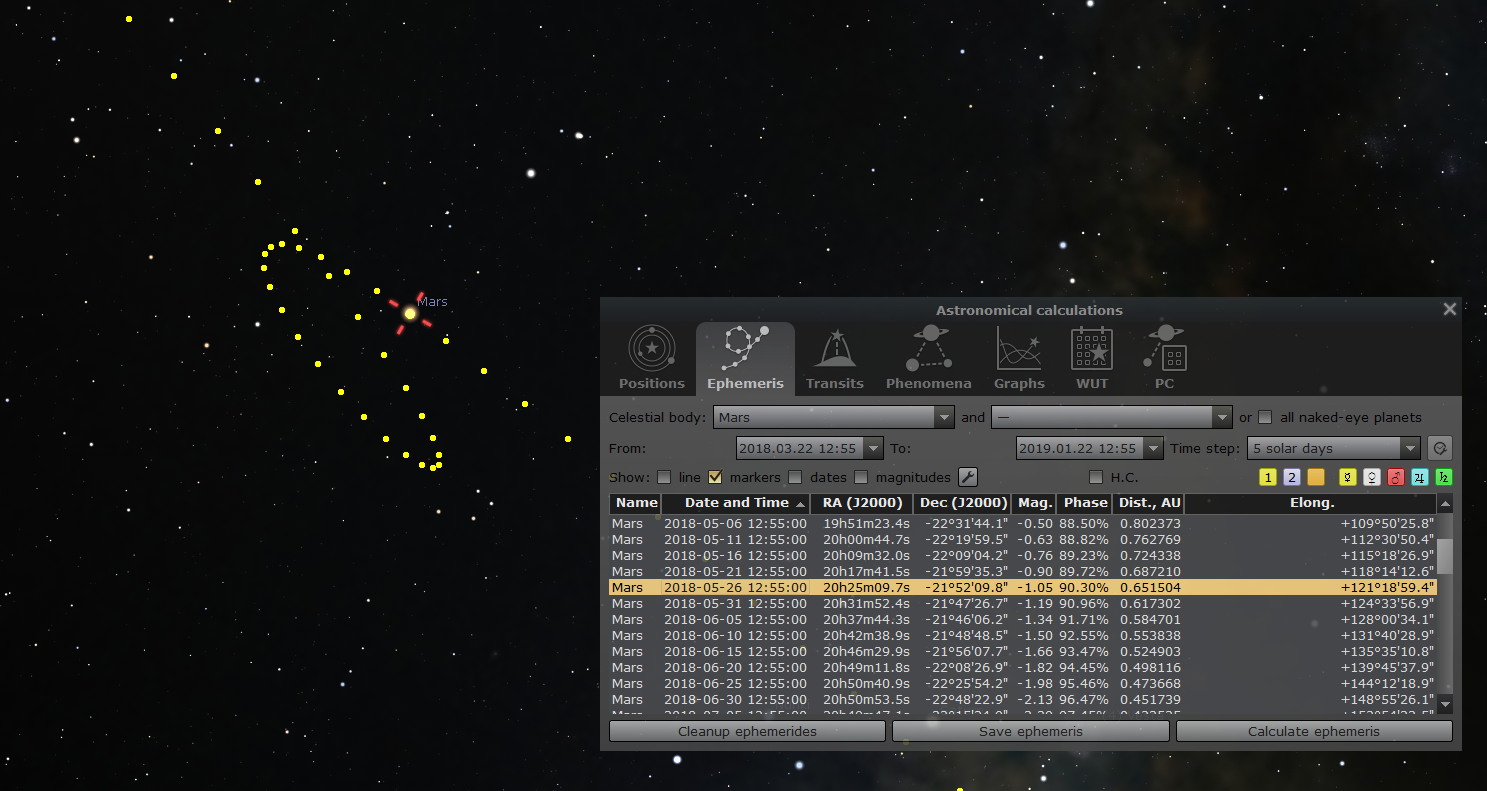 Mars
Astronomical calculations
Positions Ephemeris Transits Phenomena Graphs WUT PC
Celestial body: Mars and — or all naked-eye planets
From: 2018.03.22 12:55 To: 2019.01.22 12:55 Time step: 5 solar days
Show: line markers dates magnitudes H.C. 1 2 ☿ ♀ ♂ ♃ ♄
Name Date and Time RA (J2000) Dec (J2000) Mag. Phase Dist., AU Elong.
Mars 2018-05-06 12:55:00 19h51m23.4s -22°31'44.1" -0.50 88.50% 0.802373 +109°50'25.8"
Mars 2018-05-11 12:55:00 20h00m44.7s -22°19'59.5" -0.63 88.82% 0.762769 +112°30'50.4"
Mars 2018-05-16 12:55:00 20h09m32.0s -22°09'04.2" -0.76 89.23% 0.724338 +115°18'26.9"
Mars 2018-05-21 12:55:00 20h17m41.5s -21°59'35.3" -0.90 89.72% 0.687210 +118°14'12.6"
Mars 2018-05-26 12:55:00 20h25m09.7s -21°52'09.8" -1.05 90.30% 0.651504 +121°18'59.4"
Mars 2018-05-31 12:55:00 20h31m52.4s -21°47'26.7" -1.19 90.96% 0.617302 +124°33'56.9"
Mars 2018-06-05 12:55:00 20h37m44.3s -21°46'06.2" -1.34 91.71% 0.584701 +128°00'34.1"
Mars 2018-06-10 12:55:00 20h42m38.9s -21°48'48.5" -1.50 92.55% 0.553838 +131°40'28.9"
Mars 2018-06-15 12:55:00 20h46m29.9s -21°56'07.7" -1.66 93.47% 0.524903 +135°35'10.8"
Mars 2018-06-20 12:55:00 20h49m11.8s -22°08'26.9" -1.82 94.45% 0.498116 +139°45'37.9"
Mars 2018-06-25 12:55:00 20h50m40.9s -22°25'54.2" -1.98 95.46% 0.473668 +144°12'18.9"
Mars 2018-06-30 12:55:00 20h50m53.5s -22°48'22.9" -2.13 96.47% 0.451739 +148°55'26.1"
Cleanup ephemerides Save ephemeris Calculate ephemeris